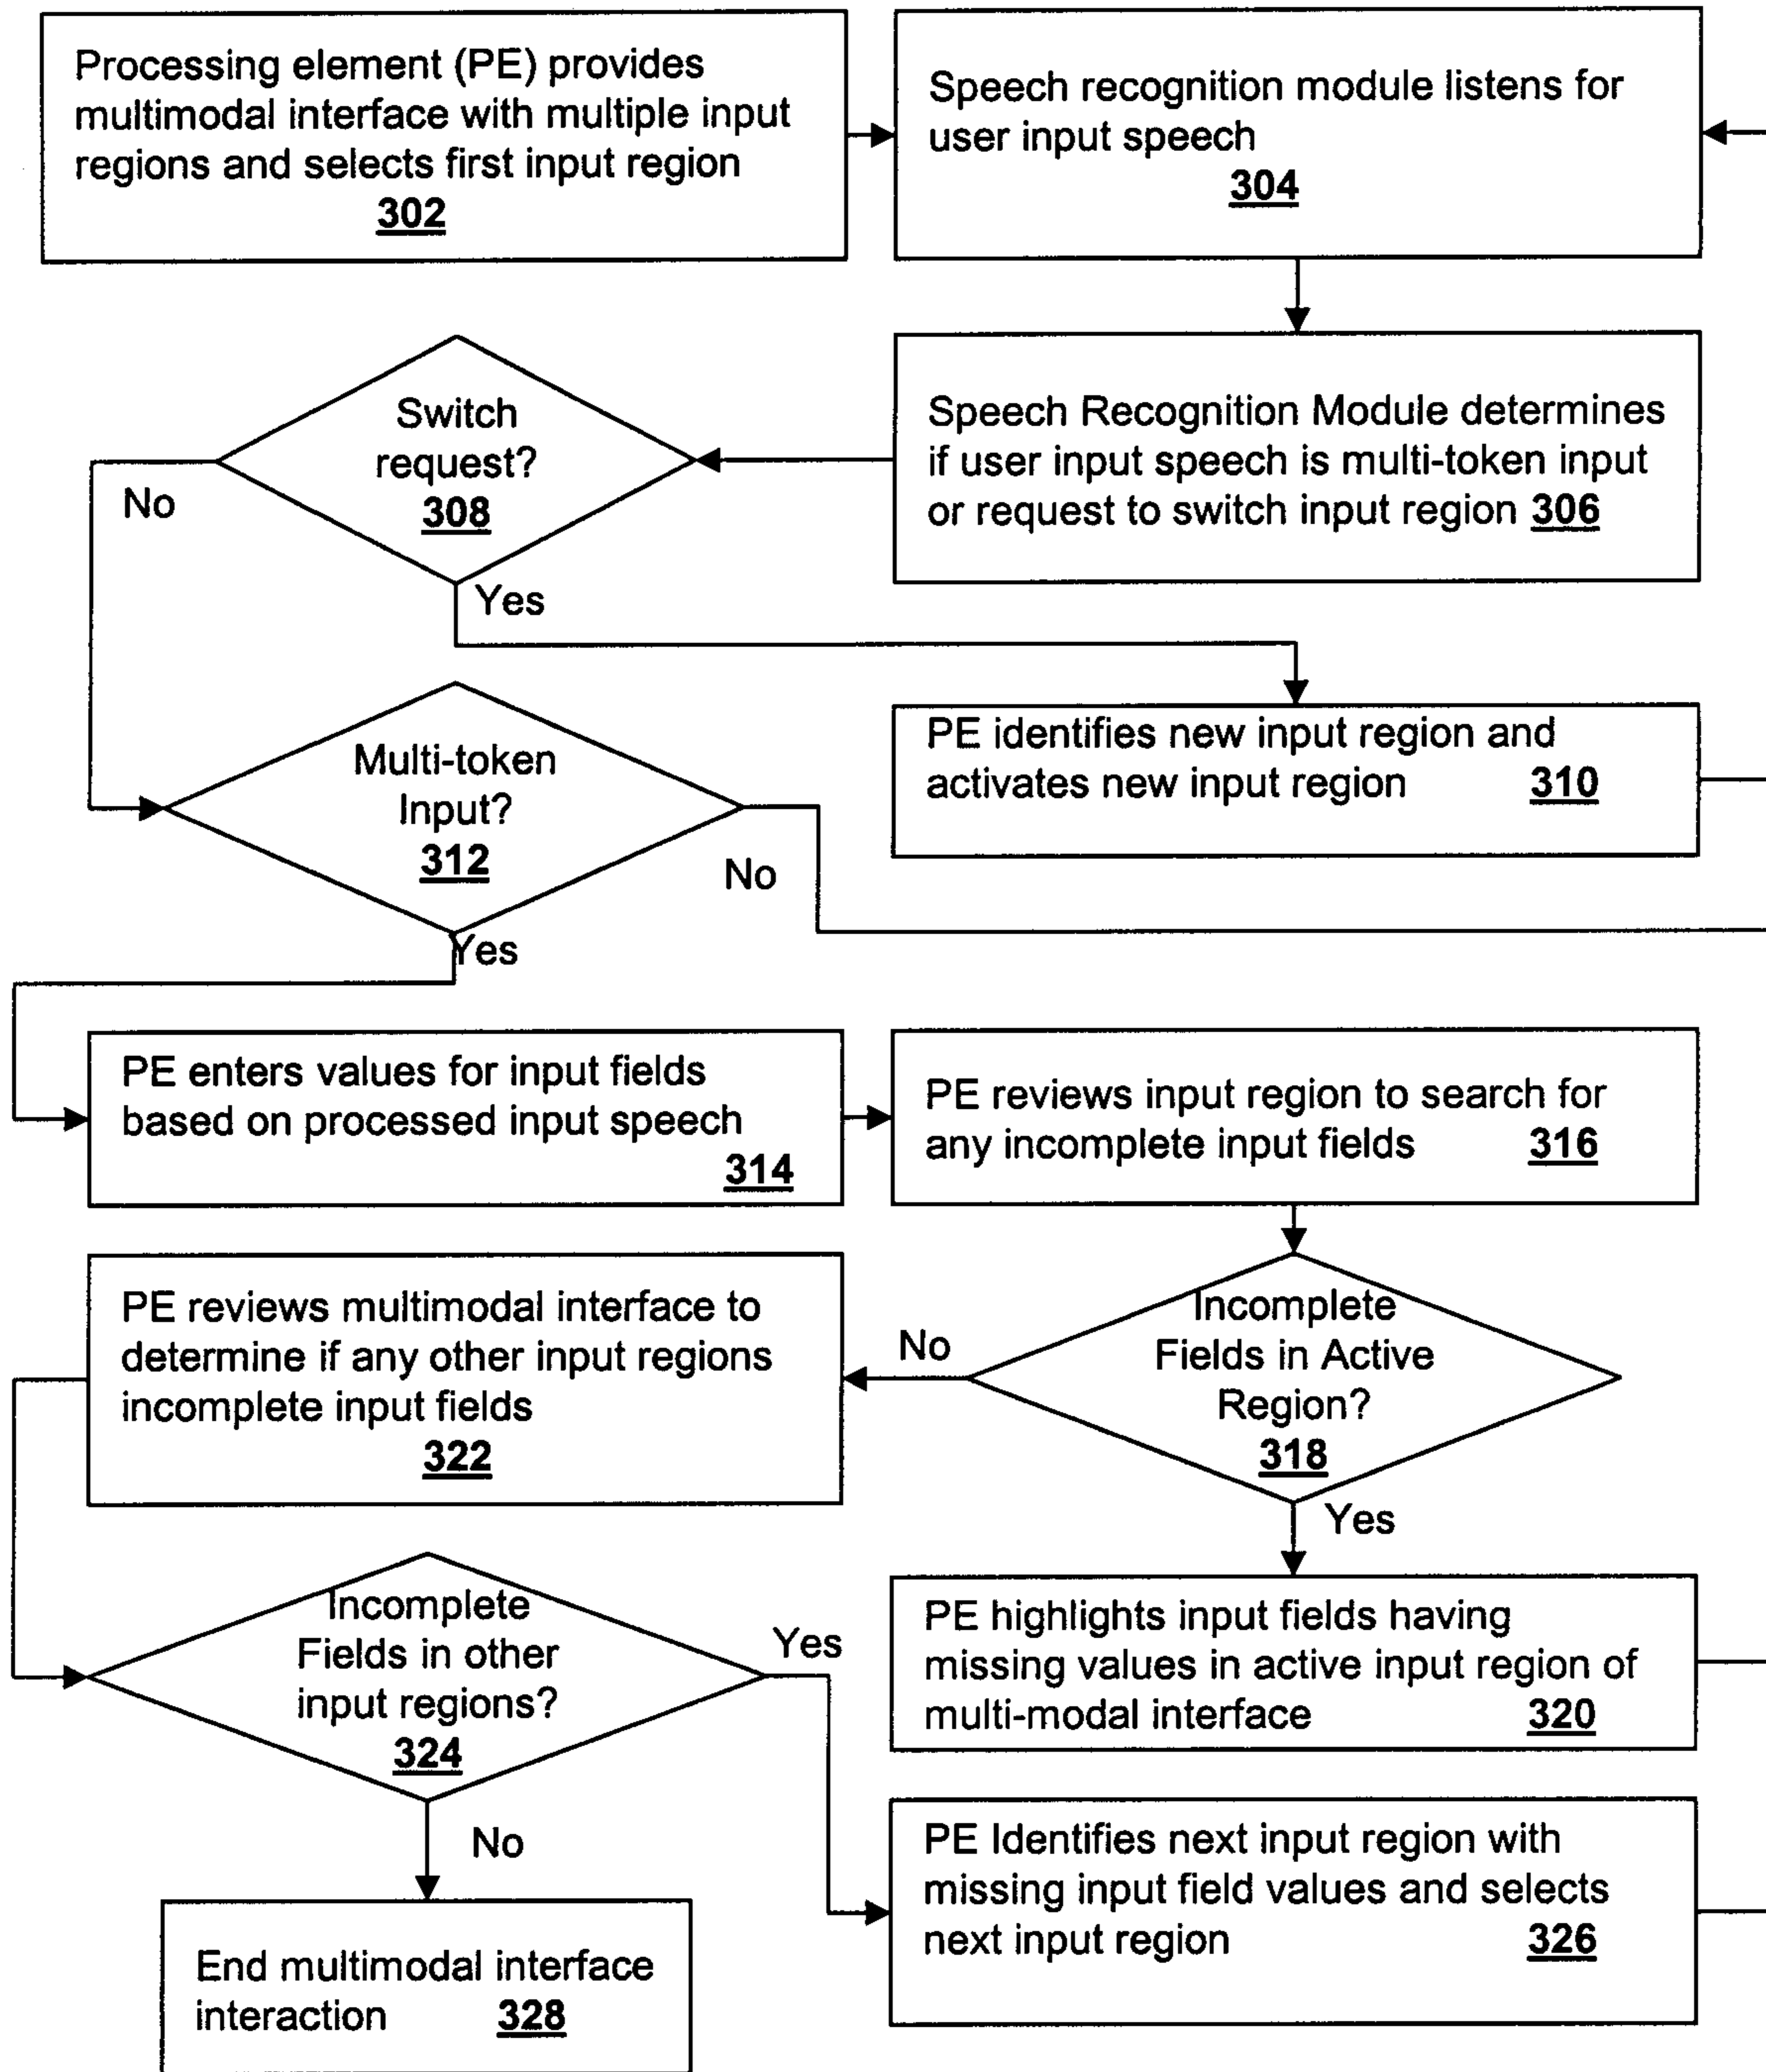 Processing element (PE) provides
multimodal interface with multiple input
regions and selects first input region
302
Speech recognition module listens for
user input speech
304
Speech Recognition Module determines
if user input speech is multi-token input
or request to switch input region 306
Switch
request?
308
No
Yes
PE identifies new input region and
activates new input region 310
Multi-token
Input?
312
No
Yes
PE enters values for input fields
based on processed input speech
314
PE reviews input region to search for
any incomplete input fields 316
Incomplete
Fields in Active
Region?
318
No
Yes
PE reviews multimodal interface to
determine if any other input regions
incomplete input fields
322
PE highlights input fields having
missing values in active input region of
multi-modal interface 320
Incomplete
Fields in other
input regions?
324
Yes
No
PE Identifies next input region with
missing input field values and selects
next input region 326
End multimodal interface
interaction 328